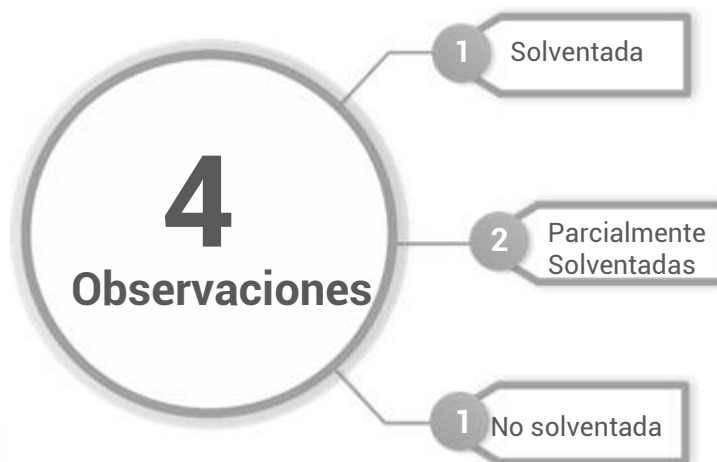 4
Observaciones
1 Solventada
2 Parcialmente
Solventadas
1 No solventada